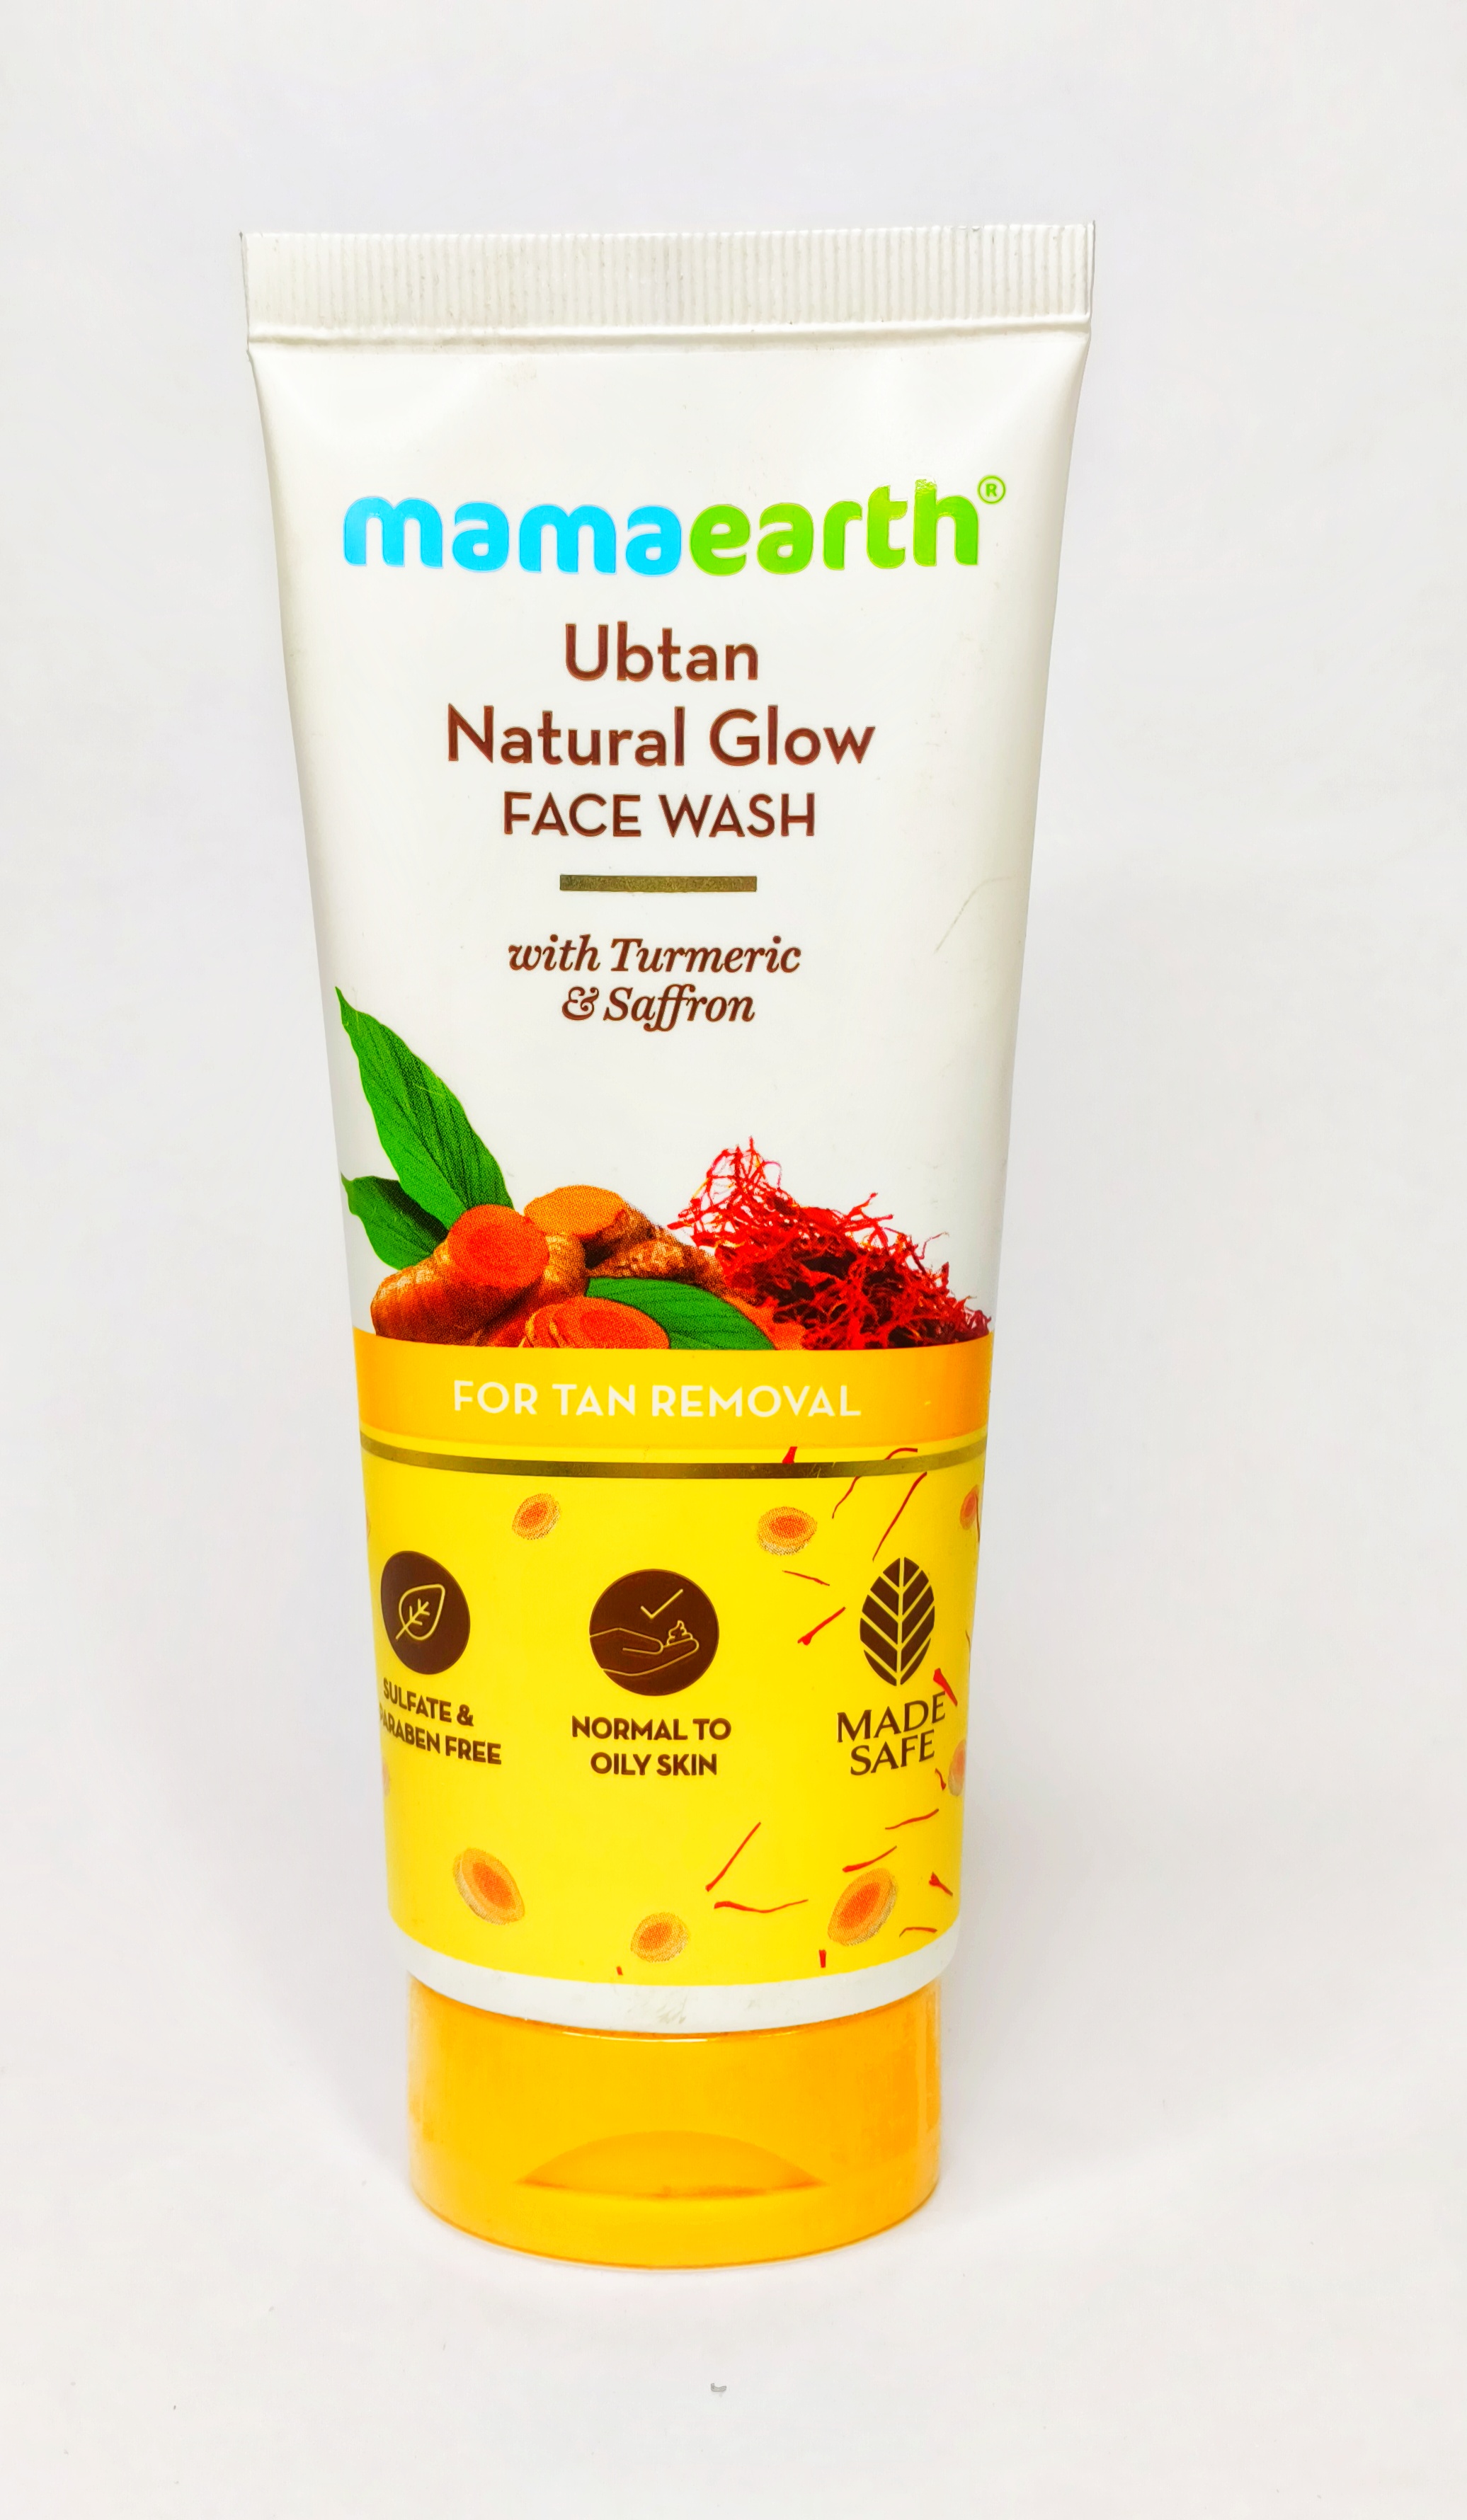 mamaearth®
Ubtan
Natural Glow
FACE WASH
with Turmeric
& Saffron
FOR TAN REMOVAL
SULFATE &
PARABEN FREE
NORMAL TO
OILY SKIN
MADE
SAFE